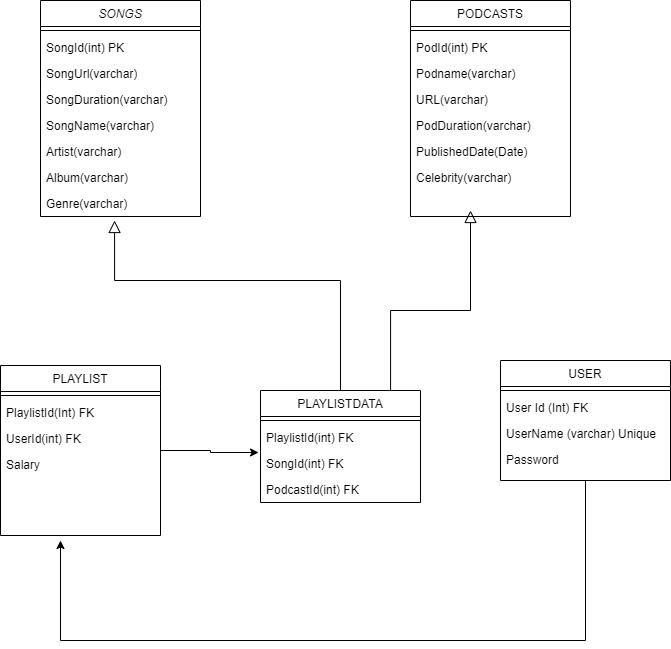 SONGS
SongId(int) PK
SongUrl(varchar)
SongDuration(varchar)
SongName(varchar)
Artist(varchar)
Album(varchar)
Genre(varchar)
PODCASTS
PodId(int) PK
Podname(varchar)
URL(varchar)
PodDuration(varchar)
PublishedDate(Date)
Celebrity(varchar)
PLAYLIST
PlaylistId(Int) FK
UserId(int) FK
Salary
PLAYLISTDATA
PlaylistId(int) FK
SongId(int) FK
PodcastId(int) FK
USER
User Id (Int) FK
UserName (varchar) Unique
Password